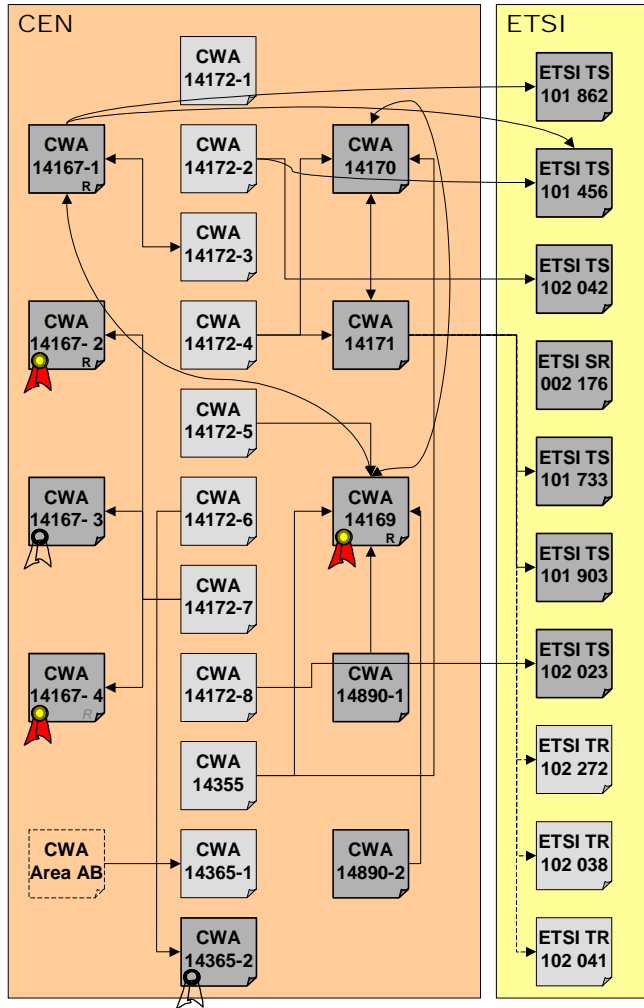 CEN
ETSI
CWA
14172-1
ETSI TS
101 862
CWA
14167-1
R
CWA
14172-2
CWA
14170
ETSI TS
101 456
CWA
14172-3
ETSI TS
102 042
CWA
14167- 2
R
CWA
14172-4
CWA
14171
ETSI SR
002 176
CWA
14172-5
ETSI TS
101 733
CWA
14167- 3
CWA
14172-6
CWA
14169
R
ETSI TS
101 903
CWA
14172-7
CWA
14167- 4
R
CWA
14172-8
CWA
14890-1
ETSI TS
102 023
CWA
14355
ETSI TR
102 272
CWA
Area AB
CWA
14365-1
CWA
14890-2
ETSI TR
102 038
CWA
14365-2
ETSI TR
102 041